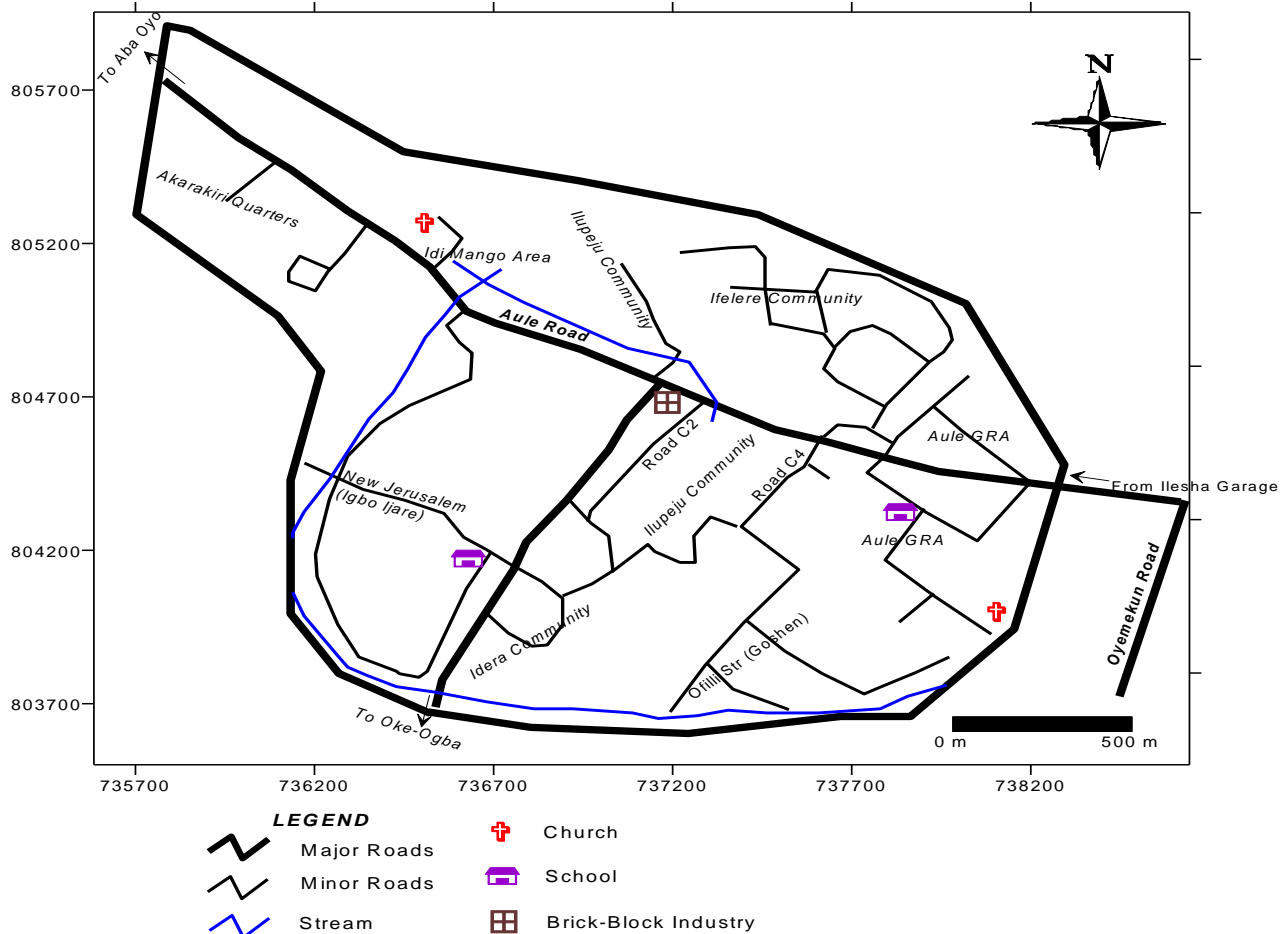 To Aba Oyo
N
805700
Akarakiri Quarters
Idi Mango Area
Ilupeju Community
805200
Ifelere Community
Aule Road
804700
Aule GRA
Road C2
Ilupeju Community
Road C4
From Ilesha Garage
New Jerusalem
(Igbo Ijare)
Aule GRA
804200
Oyemekun Road
Idera Community
Ofilli Str (Goshen)
803700
To Oke-Ogba
0 m 500 m
735700 736200 736700 737200 737700 738200
LEGEND
Major Roads
Minor Roads
Stream
Church
School
Brick-Block Industry